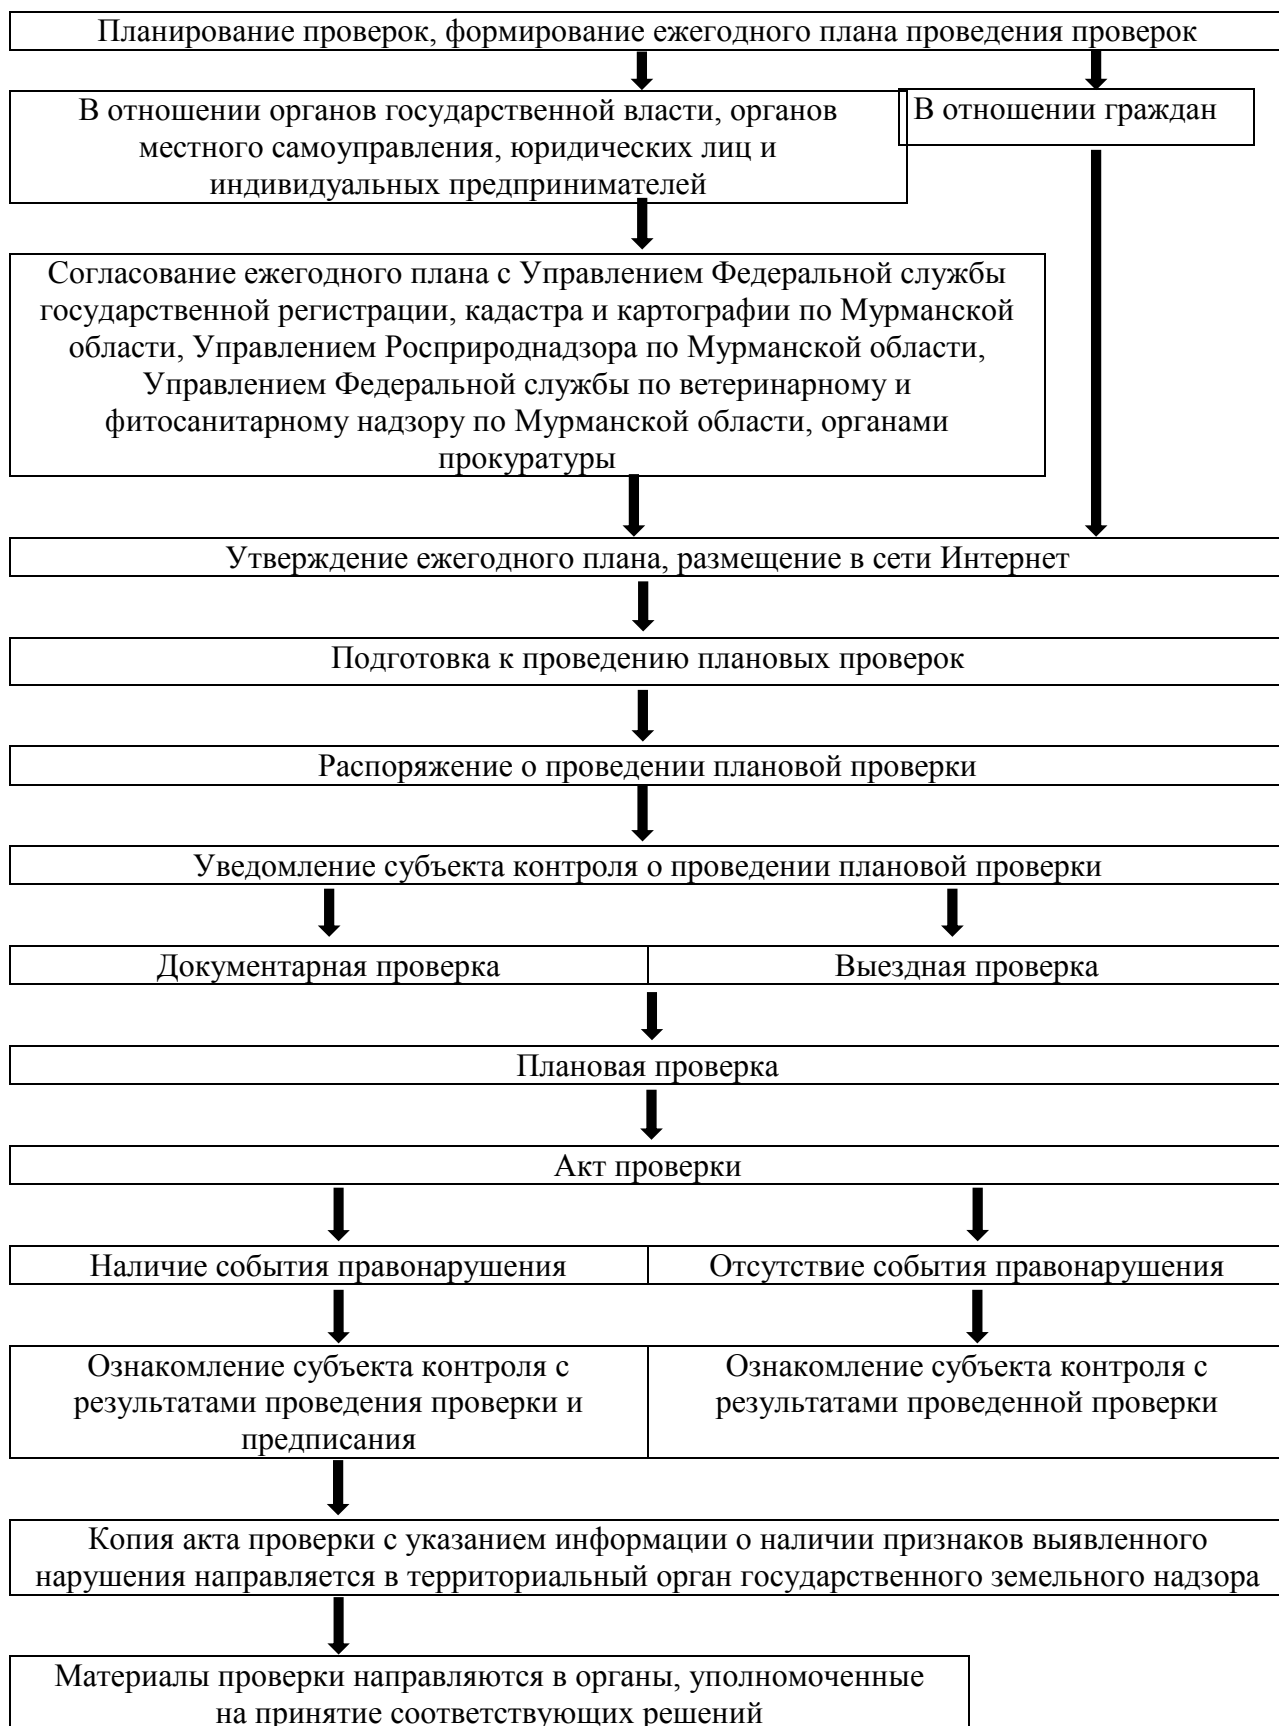 Планирование проверок, формирование ежегодного плана проведения проверок
В отношении органов государственной власти, органов
местного самоуправления, юридических лиц и
индивидуальных предпринимателей
В отношении граждан
Согласование ежегодного плана с Управлением Федеральной службы
государственной регистрации, кадастра и картографии по Мурманской
области, Управлением Росприроднадзора по Мурманской области,
Управлением Федеральной службы по ветеринарному и
фитосанитарному надзору по Мурманской области, органами
прокуратуры
Утверждение ежегодного плана, размещение в сети Интернет
Подготовка к проведению плановых проверок
Распоряжение о проведении плановой проверки
Уведомление субъекта контроля о проведении плановой проверки
Документарная проверка
Выездная проверка
Плановая проверка
Акт проверки
Наличие события правонарушения
Отсутствие события правонарушения
Ознакомление субъекта контроля с
результатами проведения проверки и
предписания
Ознакомление субъекта контроля с
результатами проведенной проверки
Копия акта проверки с указанием информации о наличии признаков выявленного
нарушения направляется в территориальный орган государственного земельного надзора
Материалы проверки направляются в органы, уполномоченные
на принятие соответствующих решений